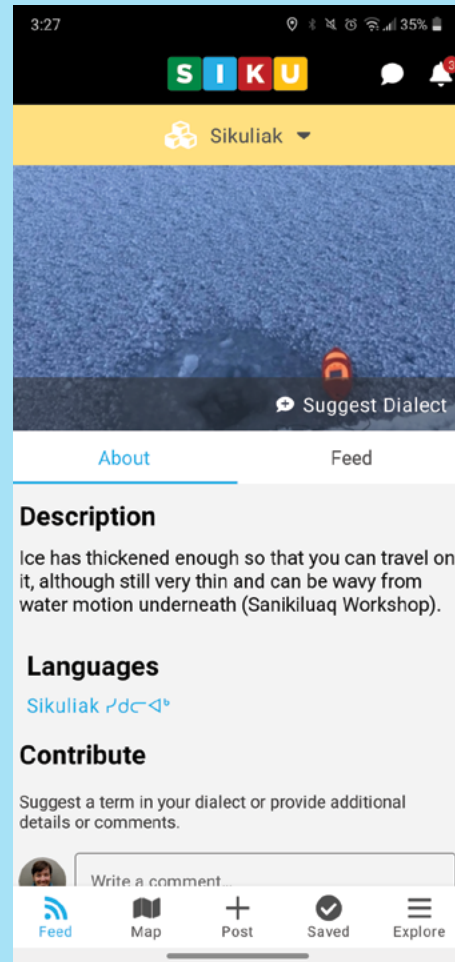 3:27 35%
SIKU
3
Sikuliak
Suggest Dialect
About Feed
Description
Ice has thickened enough so that you can travel on
it, although still very thin and can be wavy from
water motion underneath (Sanikiluaq Workshop).
Languages
Sikuliak ᓯᑯᓕᐊᒃ
Contribute
Suggest a term in your dialect or provide additional
details or comments.
Write a comment...
Feed Map Post Saved Explore